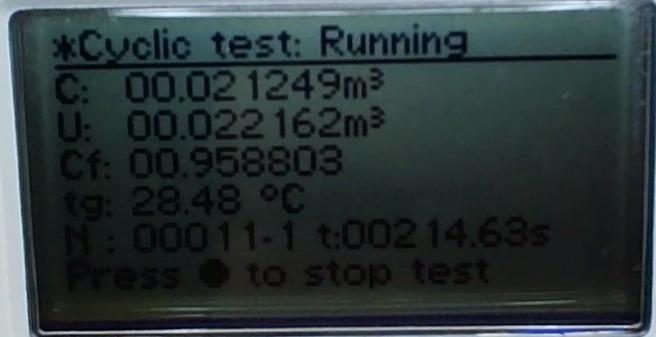 *Cyclic test: Running
C: 00.021249m³
U: 00.022162m³
Cf: 00.958803
tg: 28.48 °C
N : 00011-1 t:00214.63s
Press ● to stop test